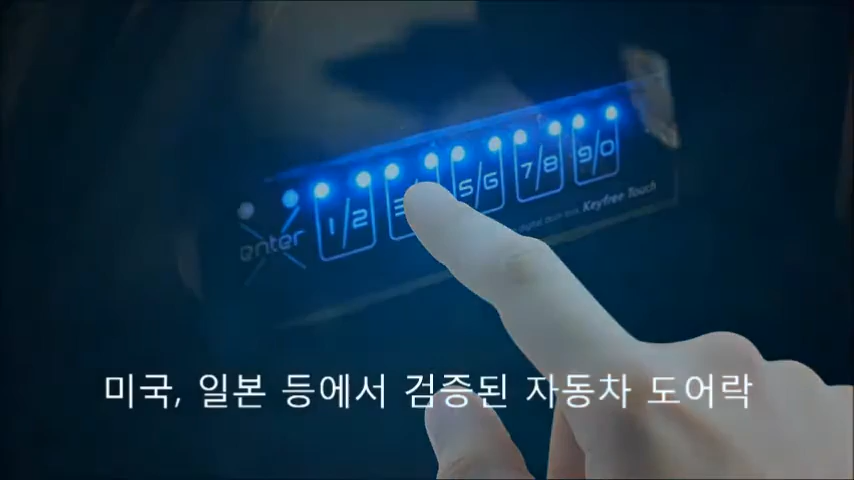 enter 1/2 5/6 7/8 9/0
Keyfree Touch
미국, 일본 등에서 검증된 자동차 도어락